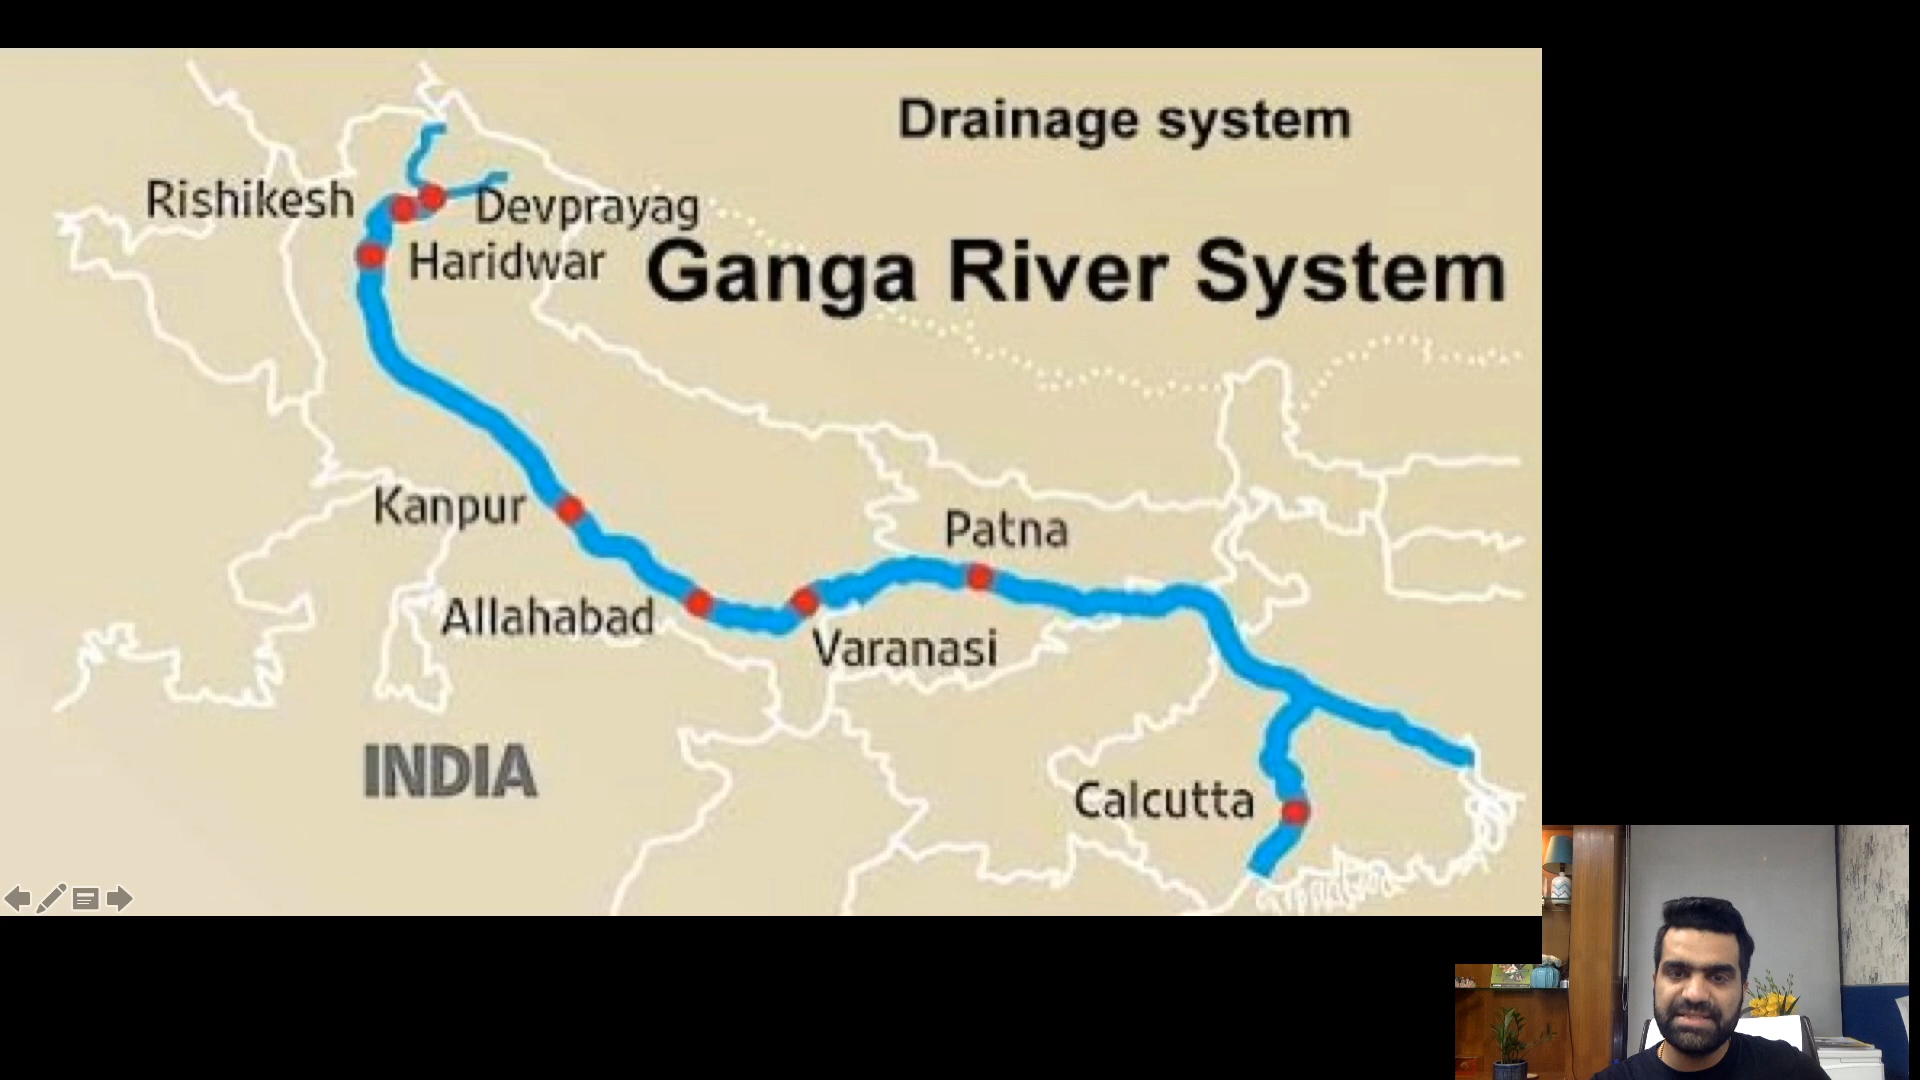 Drainage system
Rishikesh
Devprayag
Haridwar
Ganga River System
Kanpur
Patna
Allahabad
Varanasi
INDIA
Calcutta